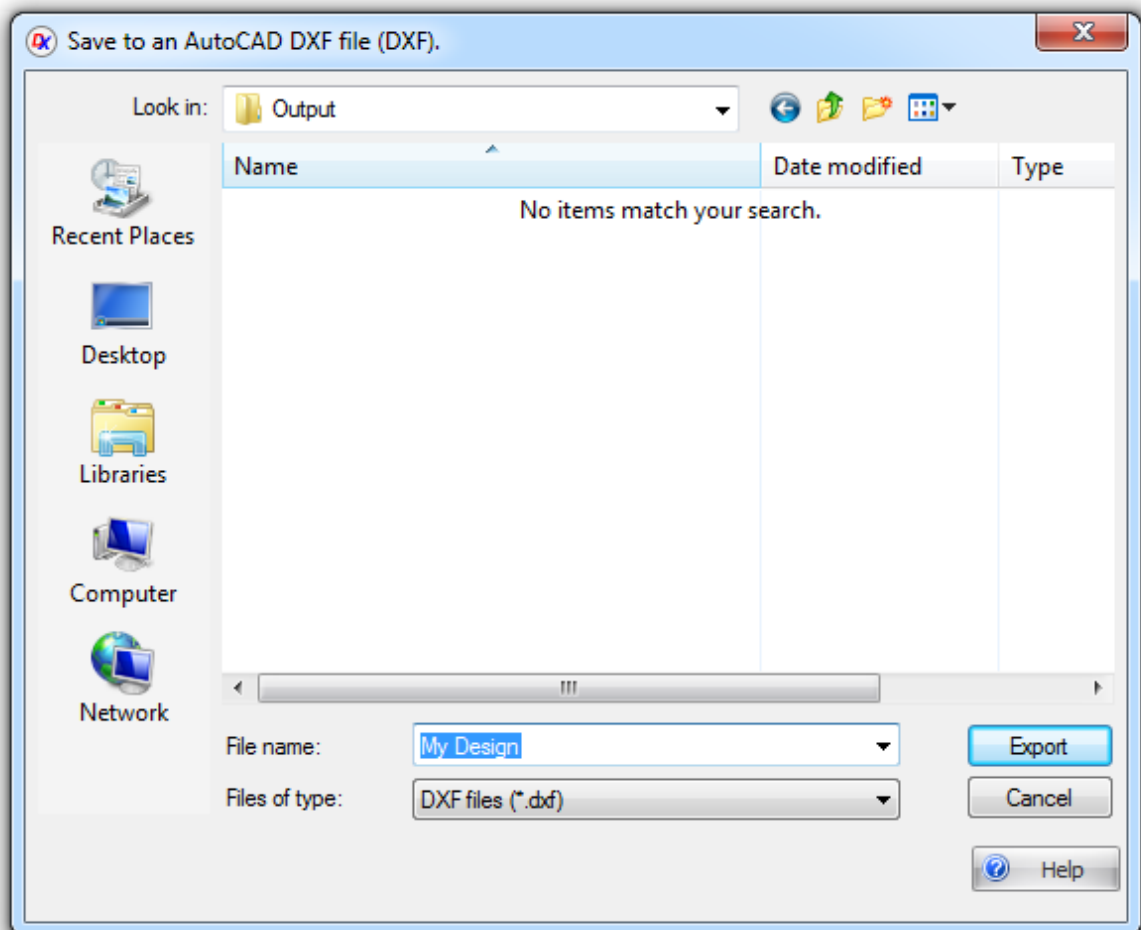 Save to an AutoCAD DXF file (DXF).
Look in: Output
Name Date modified Type
No items match your search.
Recent Places
Desktop
Libraries
Computer
Network
File name: My Design Export
Files of type: DXF files (*.dxf) Cancel
Help